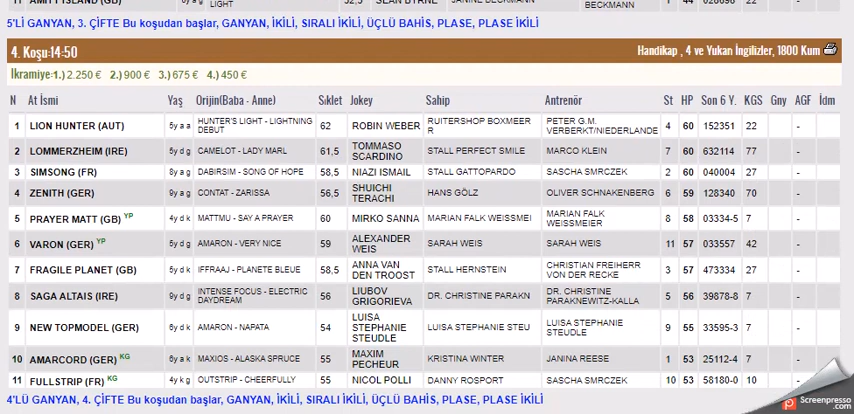 LIGHT
BECKMANN
5'Lİ GANYAN, 3. ÇİFTE Bu koşudan başlar, GANYAN, İKİLİ, SIRALI İKİLİ, ÜÇLÜ BAHİS, PLASE, PLASE İKİLİ
4. Koşu:14-50 Handikap , 4 ve Yukarı İngilizler, 1800 Kum
İkramiye:1.) 2.250 € 2.) 900 € 3.) 675 € 4.) 450 €
N At İsmi Yaş Orijin(Baba - Anne) Sıklet Jokey Sahip Antrenör St HP Son 6 Y. KGS Gny AGF İdm
1 LION HUNTER (AUT) 5y a a HUNTER'S LIGHT - LIGHTNING DEBUT 62 ROBIN WEBER RUITERSHOP BOXMEER R PETER G.M. VERBERKT/NIEDERLANDE 4 60 152351 22 -
2 LOMMERZHEIM (IRE) 5y d g CAMELOT - LADY MARL 61,5 TOMMASO SCARDINO STALL PERFECT SMILE MARCO KLEIN 7 60 632114 77 -
3 SIMSONG (FR) 8y a g DABIRSIM - SONG OF HOPE 58,5 NIAZI ISMAIL STALL GATTOPARDO SASCHA SMRCZEK 2 60 040004 27 -
4 ZENITH (GER) 9y a g CONTAT - ZARISSA 56,5 SHUICHI TERACHI HANS GÖLZ OLIVER SCHNAKENBERG 6 59 128340 70 -
5 PRAYER MATT (GB) YP 4y d k MATTMU - SAY A PRAYER 60 MIRKO SANNA MARIAN FALK WEISSMEI MARIAN FALK WEISSMEIER 8 58 03334-5 7 -
6 VARON (GER) YP 5y d g AMARON - VERY NICE 59 ALEXANDER WEIS SARAH WEIS SARAH WEIS 11 57 033557 42 -
7 FRAGILE PLANET (GB) 5y d k IFFRAAJ - PLANETE BLEUE 58,5 ANNA VAN DEN TROOST STALL HERNSTEIN CHRISTIAN FREIHERR VON DER RECKE 3 57 473334 27 -
8 SAGA ALTAIS (IRE) 9y d g INTENSE FOCUS - ELECTRIC DAYDREAM 56 LIUBOV GRIGORIEVA DR. CHRISTINE PARAKN DR. CHRISTINE PARAKNEWITZ-KALLA 5 56 39878-8 7 -
9 NEW TOPMODEL (GER) 6y d k AMARON - NAPATA 54 LUISA STEPHANIE STEUDLE LUISA STEPHANIE STEU LUISA STEPHANIE STEUDLE 9 55 33595-3 7 -
10 AMARCORD (GER) KG 6y a k MAXIOS - ALASKA SPRUCE 55 MAXIM PECHEUR KRISTINA WINTER JANINA REESE 1 53 25112-4 7 -
11 FULLSTRIP (FR) KG 4y k g OUTSTRIP - CHEERFULLY 55 NICOL POLLI DANNY ROSPORT SASCHA SMRCZEK 10 53 58180-0 10 -
4'LÜ GANYAN, 4. ÇİFTE Bu koşudan başlar, GANYAN, İKİLİ, SIRALI İKİLİ, ÜÇLÜ BAHİS, PLASE, PLASE İKİLİ
Screenpresso
.com